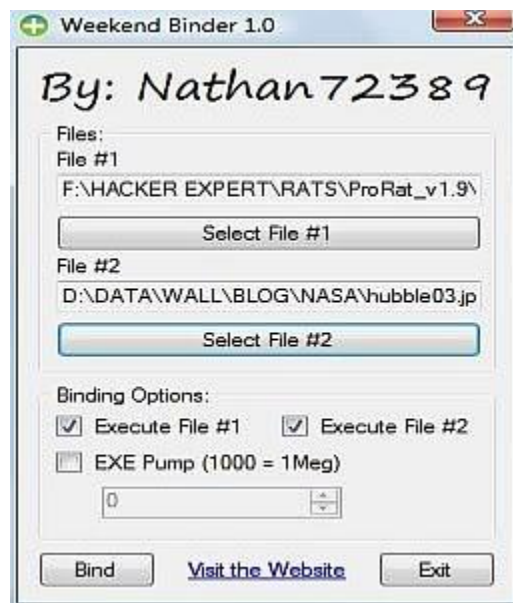 Weekend Binder 1.0
By: Nathan72389
Files:
File #1
F:\HACKER EXPERT\RATS\ProRat_v1.9\
Select File #1
File #2
D:\DATA\WALL\BLOG\NASA\hubble03.jp
Select File #2
Binding Options:
Execute File #1 Execute File #2
EXE Pump (1000 = 1Meg)
0
Bind Visit the Website Exit